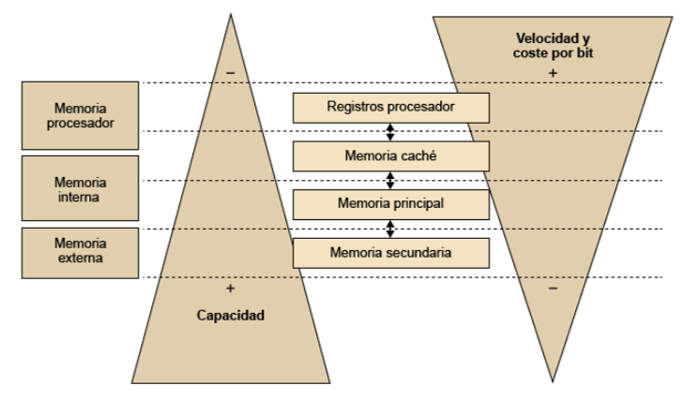 Velocidad y
coste por bit
−
+
Memoria
procesador
Registros procesador
Memoria caché
Memoria
interna
Memoria principal
Memoria
externa
Memoria secundaria
+
−
Capacidad